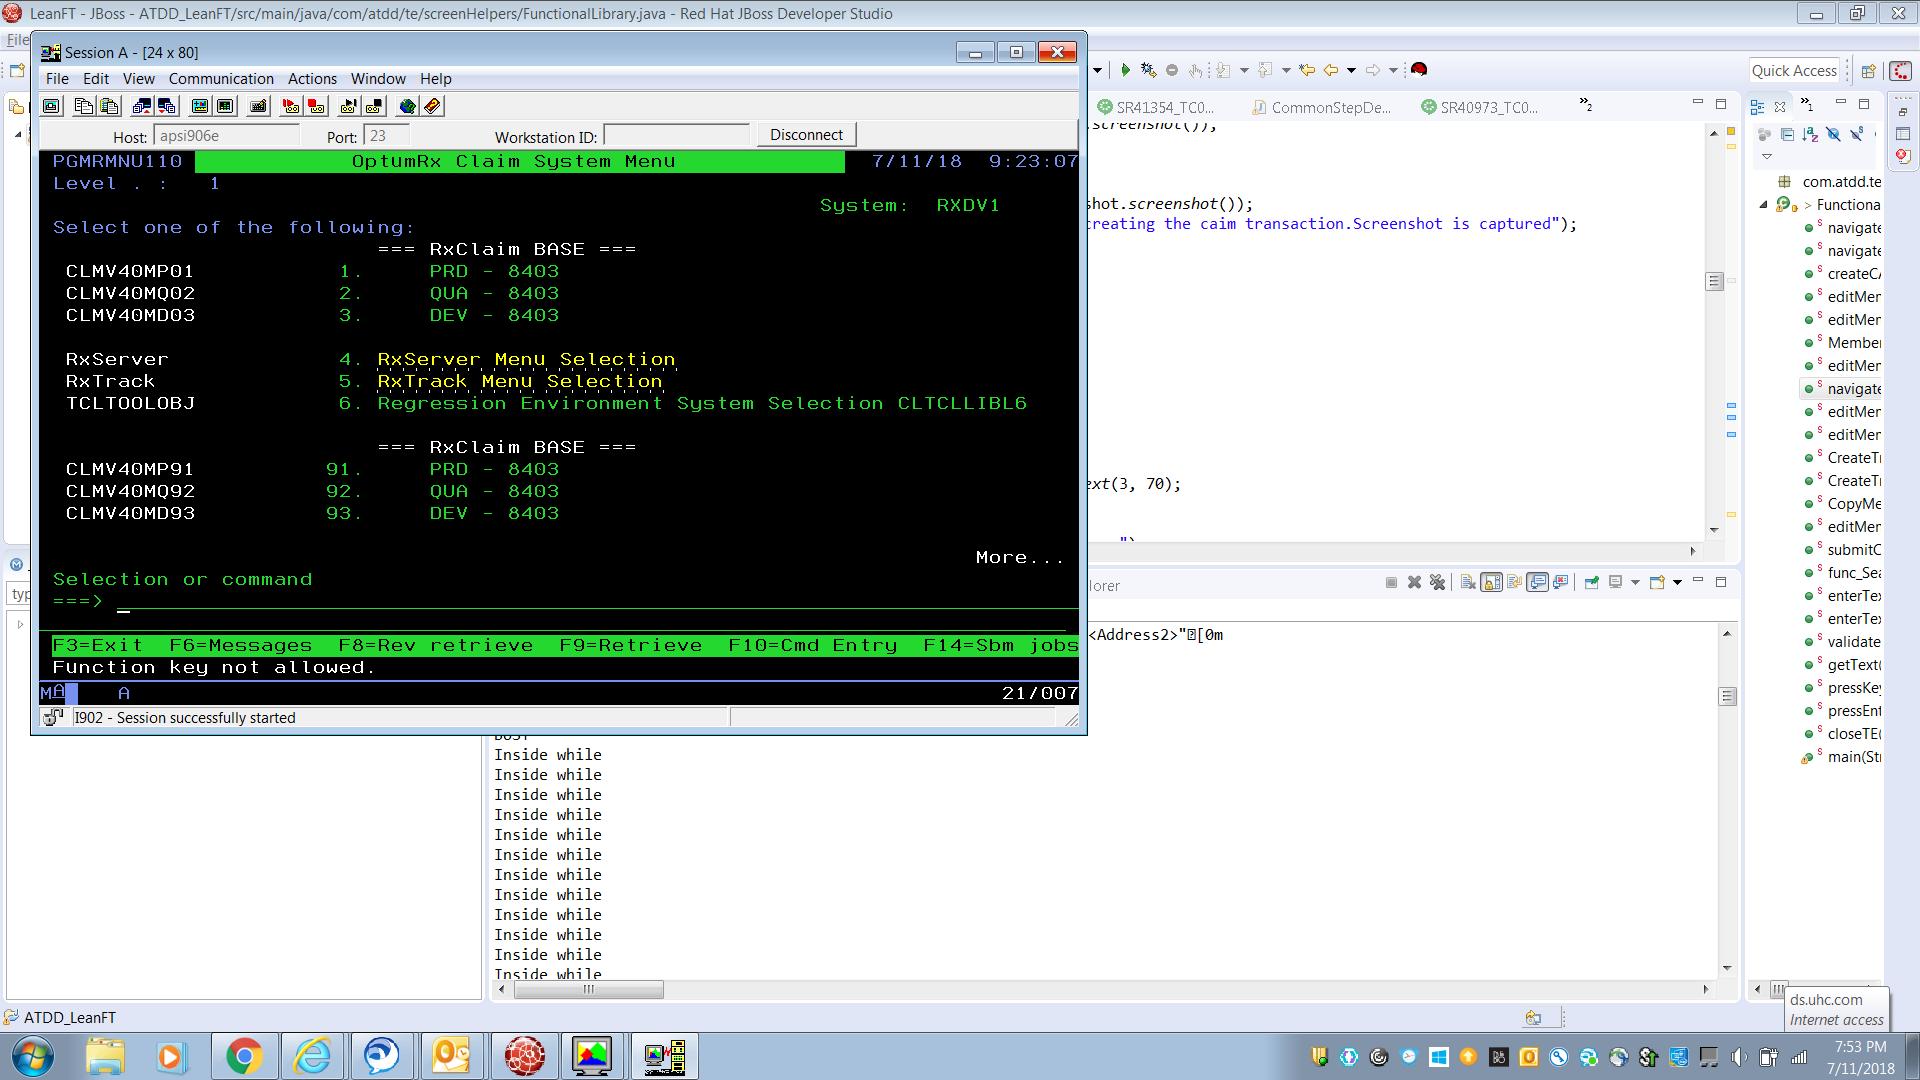 LeanFT - JBoss - ATDD_LeanFT/src/main/java/com/atdd/te/screenHelpers/FunctionalLibrary.java - Red Hat JBoss Developer Studio
File
Session A - [24 x 80]
File Edit View Communication Actions Window Help
Host: apsi906e Port: 23 Workstation ID: Disconnect
PGMRMNU110 OptumRx Claim System Menu 7/11/18 9:23:07
Level . : 1
System: RXDV1
Select one of the following:
=== RxClaim BASE ===
CLMV40MP01 1. PRD - 8403
CLMV40MQ02 2. QUA - 8403
CLMV40MD03 3. DEV - 8403
RxServer 4. RxServer Menu Selection
RxTrack 5. RxTrack Menu Selection
TCLTOOLOBJ 6. Regression Environment System Selection CLTCLLIBL6
=== RxClaim BASE ===
CLMV40MP91 91. PRD - 8403
CLMV40MQ92 92. QUA - 8403
CLMV40MD93 93. DEV - 8403
More...
Selection or command
===>
F3=Exit F6=Messages F8=Rev retrieve F9=Retrieve F10=Cmd Entry F14=Sbm jobs
Function key not allowed.
MA A 21/007
I902 - Session successfully started
Quick Access
SR41354_TC0... CommonStepDe... SR40973_TC0... »2
.screenshot());
shot.screenshot());
creating the caim transaction.Screenshot is captured");
ext(3, 70);
");
lorer
<Address2>"[0m
typ
Inside while
Inside while
Inside while
Inside while
Inside while
Inside while
Inside while
Inside while
Inside while
Inside while
Inside while
Inside while
»1
com.atdd.te
> Functiona
navigate
navigate
createCA
editMer
editMer
Member
editMer
navigate
editMer
editMer
CreateTr
CreateTr
CopyMe
editMer
submitC
func_Sea
enterTex
enterTex
validate
getText(
pressKey
pressEnt
closeTE(
main(Str
ATDD_LeanFT
ds.uhc.com
Internet access
7:53 PM
7/11/2018